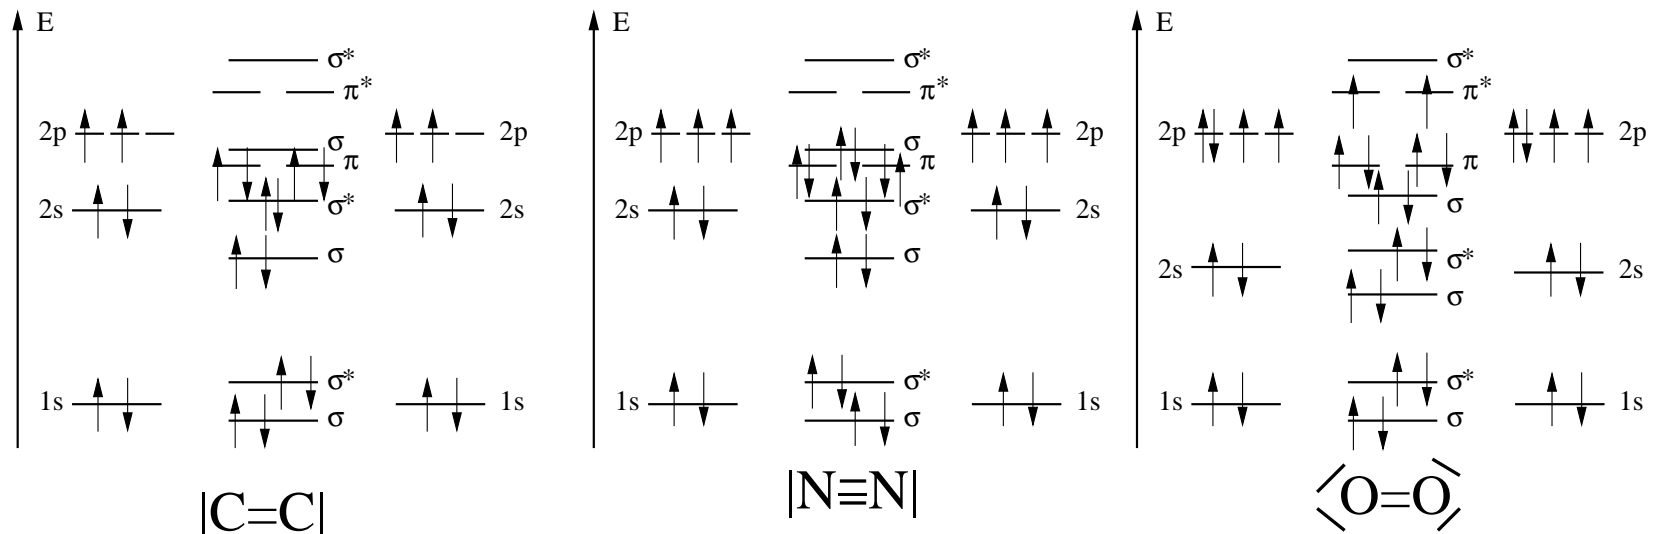 E
σ*
π*
2p
2p
σ
π
2s
σ*
2s
σ
σ*
1s
1s
σ
|C=C|
E
σ*
π*
2p
2p
σ
π
2s
σ*
2s
σ
σ*
1s
1s
σ
|N≡N|
E
σ*
π*
2p
2p
π
σ
2s
σ*
2s
σ
σ*
1s
1s
σ
O=O